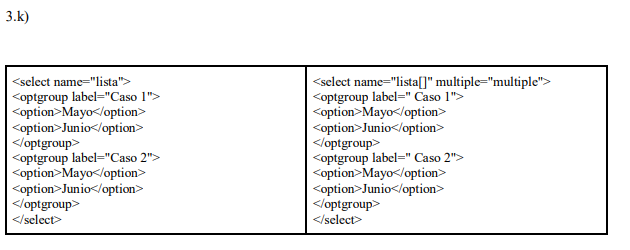 3.k)
<select name="lista">
<optgroup label="Caso 1">
<option>Mayo</option>
<option>Junio</option>
</optgroup>
<optgroup label="Caso 2">
<option>Mayo</option>
<option>Junio</option>
</optgroup>
</select>
<select name="lista[]" multiple="multiple">
<optgroup label=" Caso 1">
<option>Mayo</option>
<option>Junio</option>
</optgroup>
<optgroup label=" Caso 2">
<option>Mayo</option>
<option>Junio</option>
</optgroup>
</select>